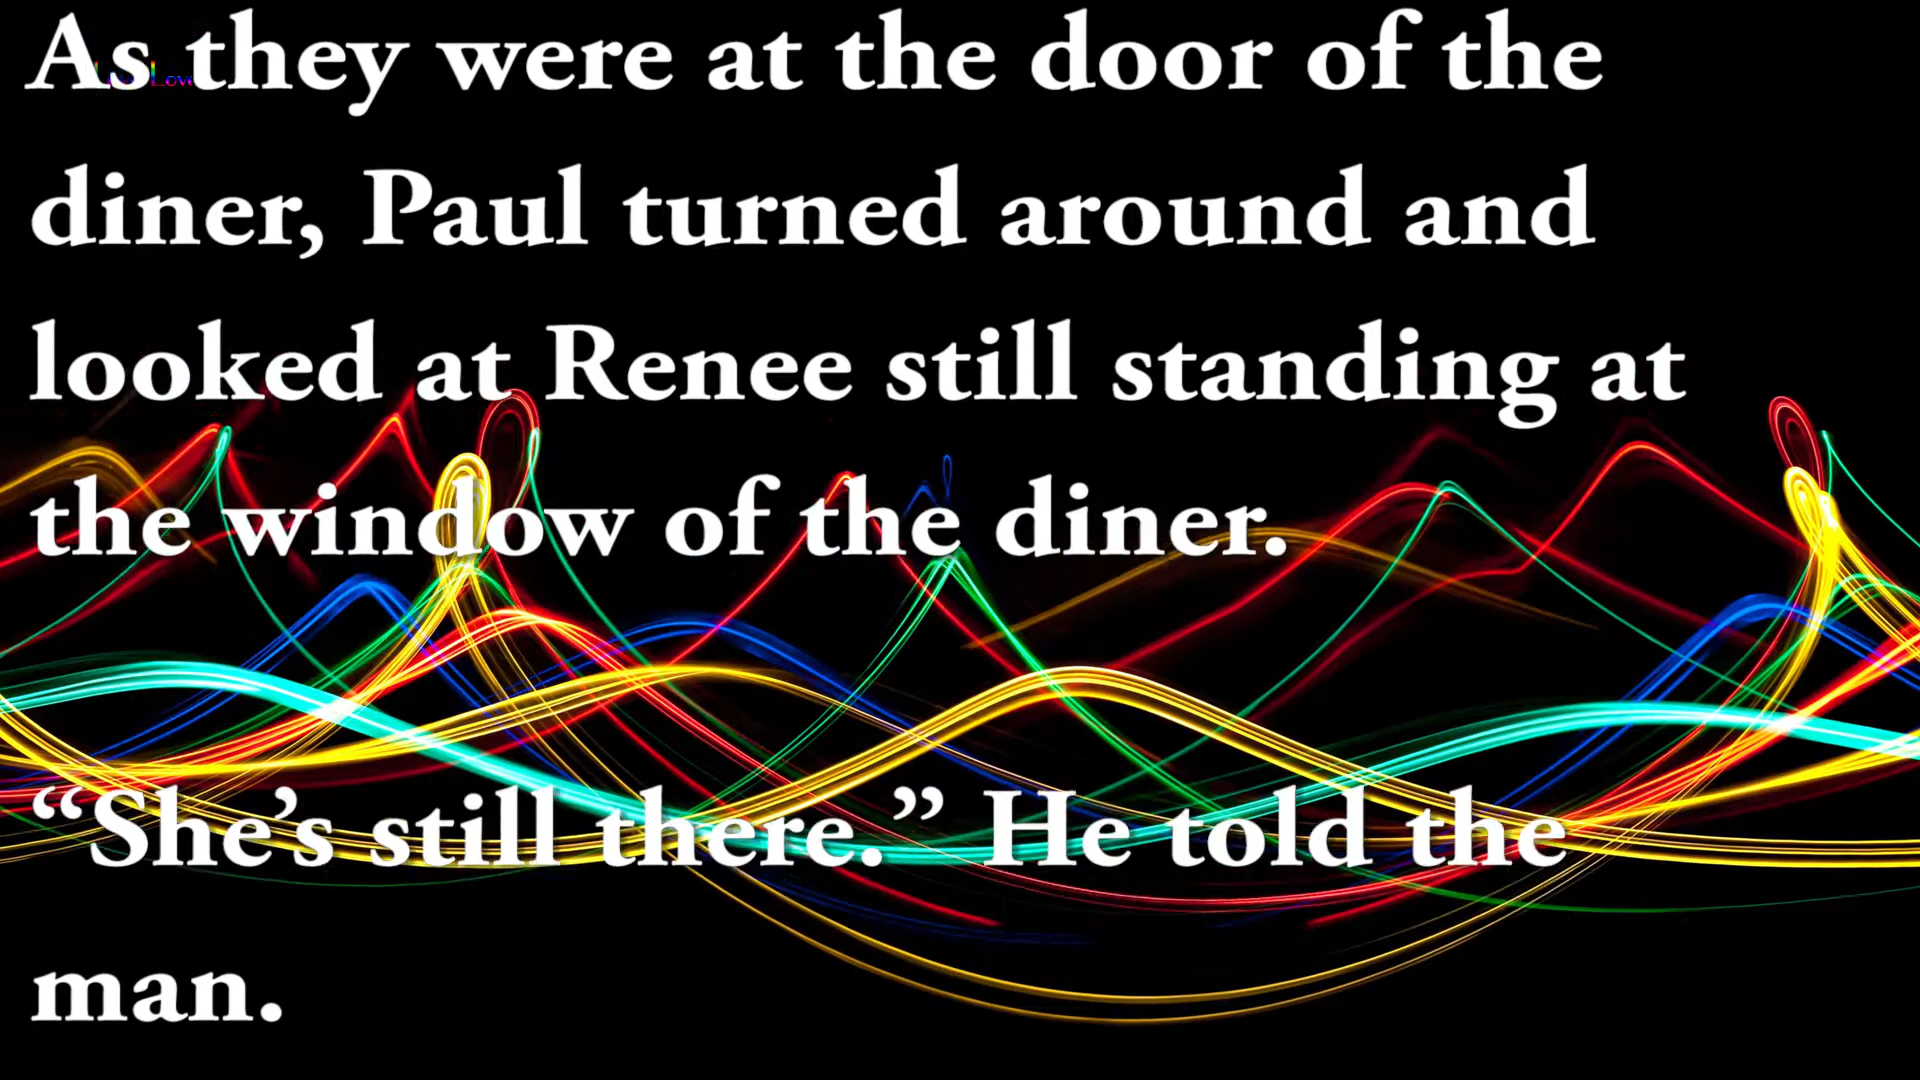 As they were at the door of the
diner, Paul turned around and
looked at Renee still standing at
the window of the diner.
“She’s still there.” He told the
man.